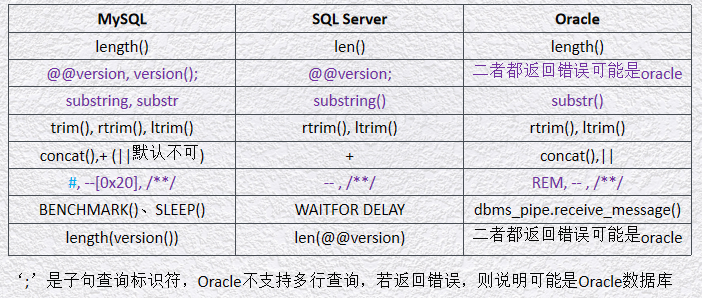 MySQL SQL Server Oracle
length() len() length()
@@version, version(); @@version; 二者都返回错误可能是oracle
substring, substr substring() substr()
trim(), rtrim(), ltrim() rtrim(), ltrim() rtrim(), ltrim()
concat(),+ (||默认不可) + concat(),||
#, --[0x20], /**/ -- , /**/ REM, -- , /**/
BENCHMARK()、SLEEP() WAITFOR DELAY dbms_pipe.receive_message()
length(version()) len(@@version) 二者都返回错误可能是oracle
‘;’是子句查询标识符，Oracle不支持多行查询，若返回错误，则说明可能是Oracle数据库